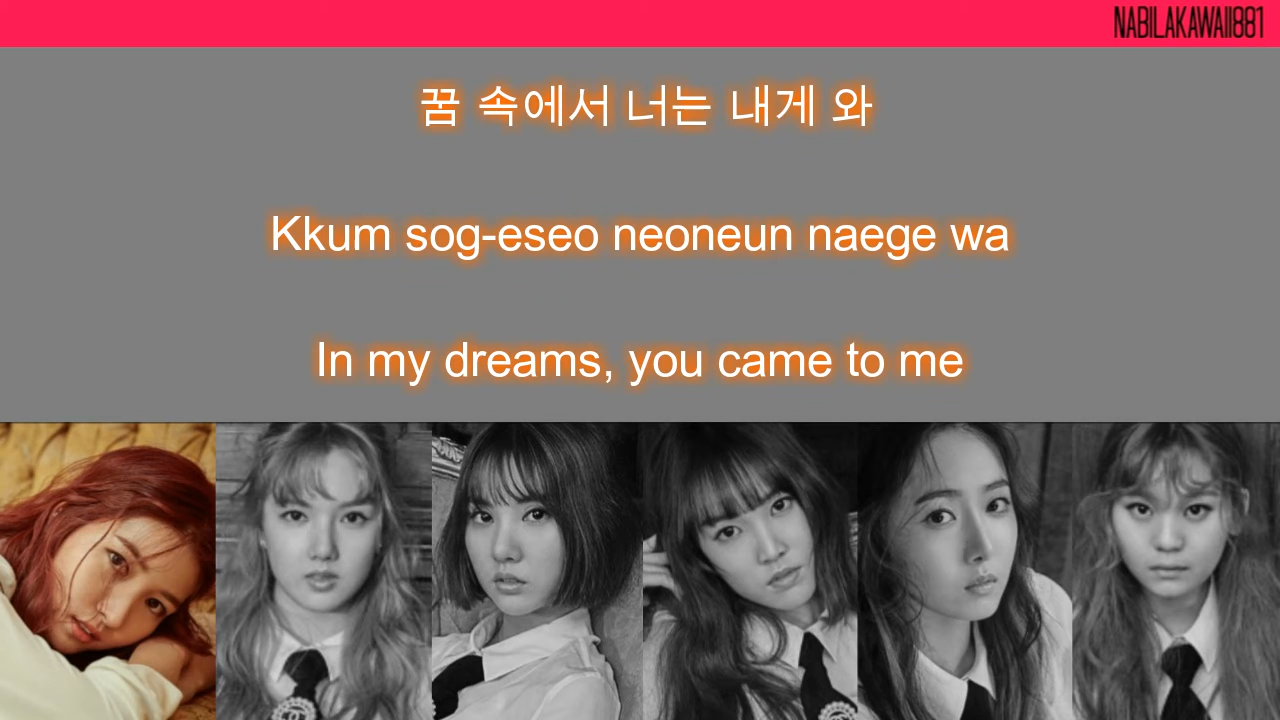 NABILAKAWAII881
꿈 속에서 너는 내게 와
Kkum sog-eseo neoneun naege wa
In my dreams, you came to me